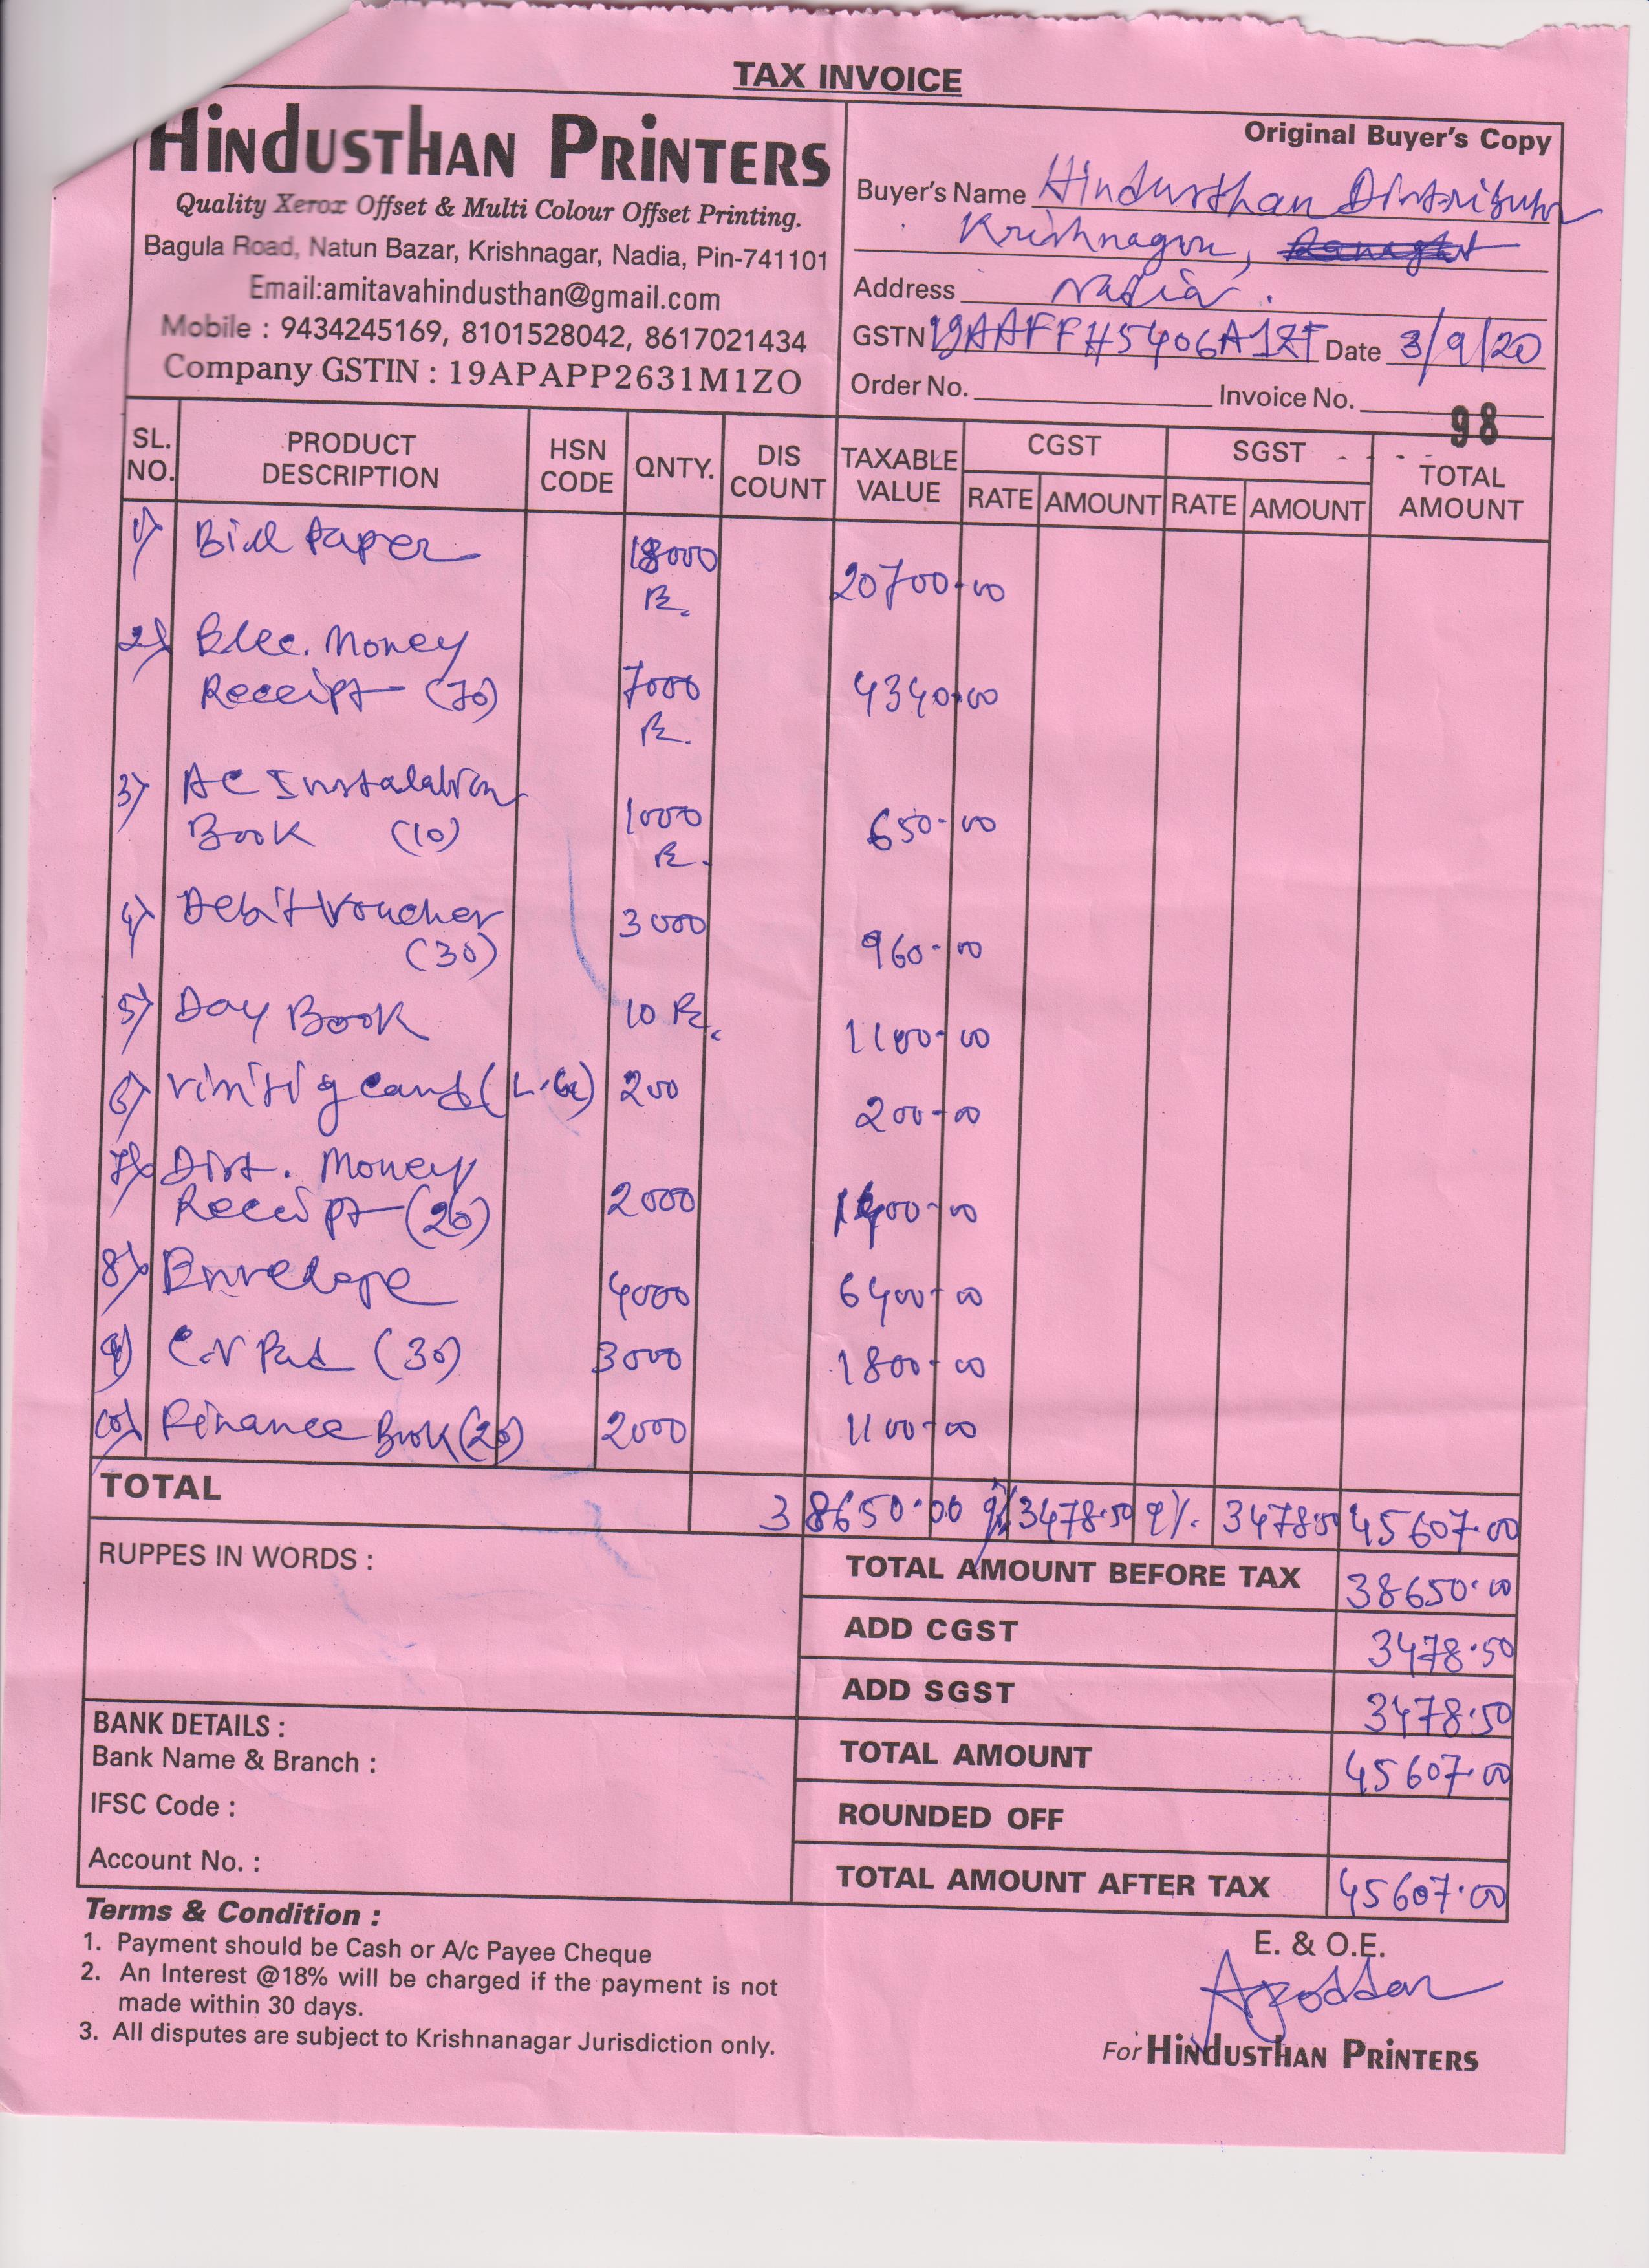 TAX INVOICE
HINDUSTHAN PRINTERS
Quality Xerox Offset & Multi Colour Offset Printing.
Bagula Road, Natun Bazar, Krishnagar, Nadia, Pin-741101
Email:amitavahindusthan@gmail.com
Mobile : 9434245169, 8101528042, 8617021434
Company GSTIN : 19APAPP2631M1ZO
Original Buyer's Copy
Buyer's Name Hindusthan Distributor
Krishnagar,
Address Nadia.
GSTN 19AAFFH5406A1ZF Date 3/9/20
Order No. Invoice No. 98
SL. NO. PRODUCT DESCRIPTION HSN CODE QNTY. DIS COUNT TAXABLE VALUE CGST RATE AMOUNT SGST RATE AMOUNT TOTAL AMOUNT
1) Bill Paper 18000 20700-00
2) Elec. Money
Receipt (70) 7000 4340-00
3) AC Instalation
Book (10) 1000 650-00
4) Debit Voucher
(30) 3000 960-00
5) Day Book 10 1100-00
6) Visitig Card 200 200-00
7) Dist. Money
Receipt (20) 2000 1400-00
8) Envelope 4000 6400-00
9) C.N Pad (30) 3000 1800-00
10) Finance Book (20) 2000 1100-00
TOTAL 38650.00 9% 3478.50 9% 3478.50 45607.00
RUPPES IN WORDS :
TOTAL AMOUNT BEFORE TAX 38650.00
ADD CGST 3478.50
ADD SGST 3478.50
BANK DETAILS :
Bank Name & Branch :
TOTAL AMOUNT 45607.00
IFSC Code :
ROUNDED OFF
Account No. :
TOTAL AMOUNT AFTER TAX 45607.00
Terms & Condition :
1. Payment should be Cash or A/c Payee Cheque
2. An Interest @18% will be charged if the payment is not
made within 30 days.
3. All disputes are subject to Krishnanagar Jurisdiction only.
E. & O.E.
APoddar
For HINDUSTHAN PRINTERS